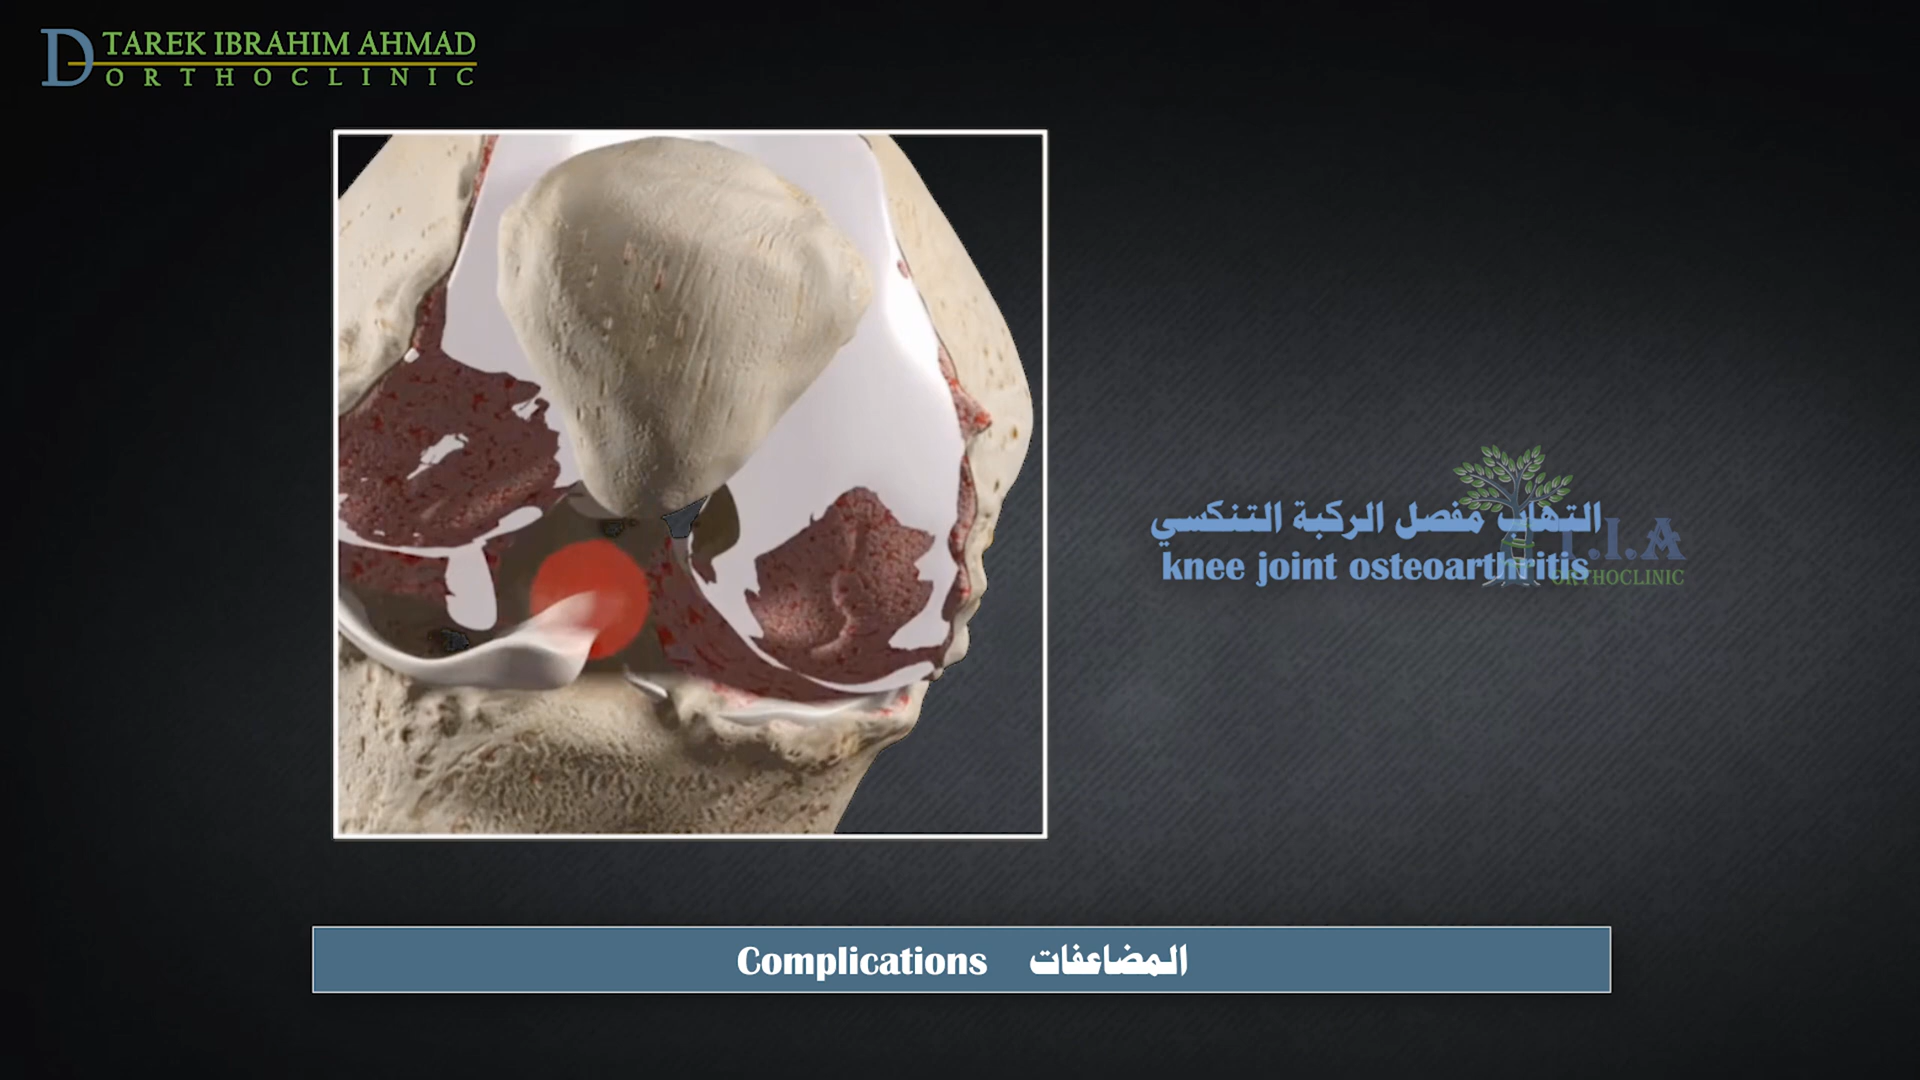 D TAREK IBRAHIM AHMAD
ORTHOCLINIC
التهاب مفصل الركبة التنكسي
knee joint osteoarthritis
T.I.A
ORTHOCLINIC
Complications المضاعفات